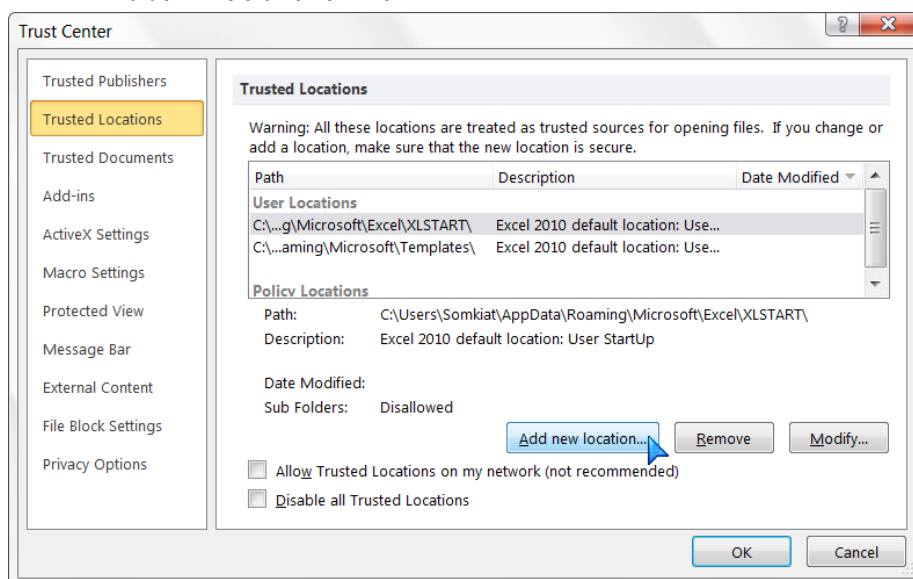 Trust Center
Trusted Publishers
Trusted Locations
Trusted Documents
Add-ins
ActiveX Settings
Macro Settings
Protected View
Message Bar
External Content
File Block Settings
Privacy Options
Trusted Locations
Warning: All these locations are treated as trusted sources for opening files. If you change or
add a location, make sure that the new location is secure.
Path Description Date Modified
User Locations
C:\...g\Microsoft\Excel\XLSTART\ Excel 2010 default location: Use...
C:\...aming\Microsoft\Templates\ Excel 2010 default location: Use...
Policy Locations
Path: C:\Users\Somkiat\AppData\Roaming\Microsoft\Excel\XLSTART\
Description: Excel 2010 default location: User StartUp
Date Modified:
Sub Folders: Disallowed
Add new location... Remove Modify...
Allow Trusted Locations on my network (not recommended)
Disable all Trusted Locations
OK Cancel